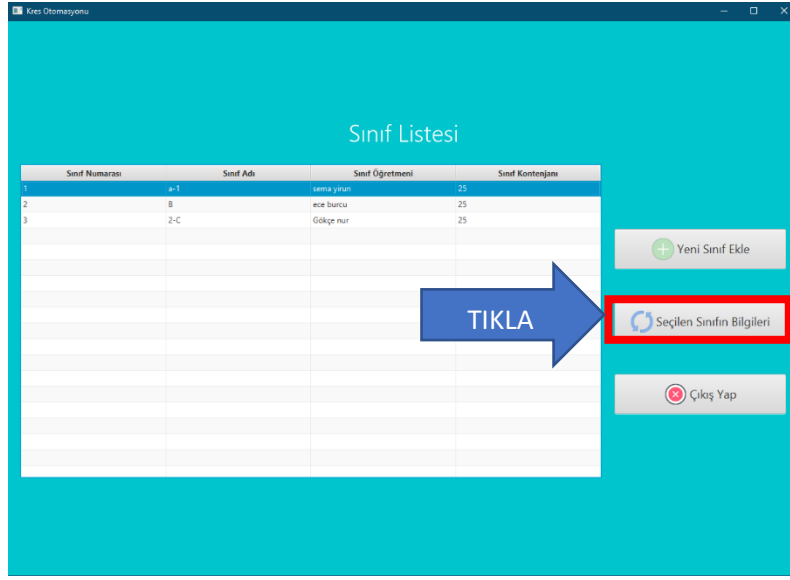 Kres Otomasyonu
Sınıf Listesi
Sınıf Numarası Sınıf Adı Sınıf Öğretmeni Sınıf Kontenjanı
1 a-1 sema yirun 25
2 B ece burcu 25
3 2-C Gökçe nur 25
Yeni Sınıf Ekle
TIKLA
Seçilen Sınıfın Bilgileri
Çıkış Yap